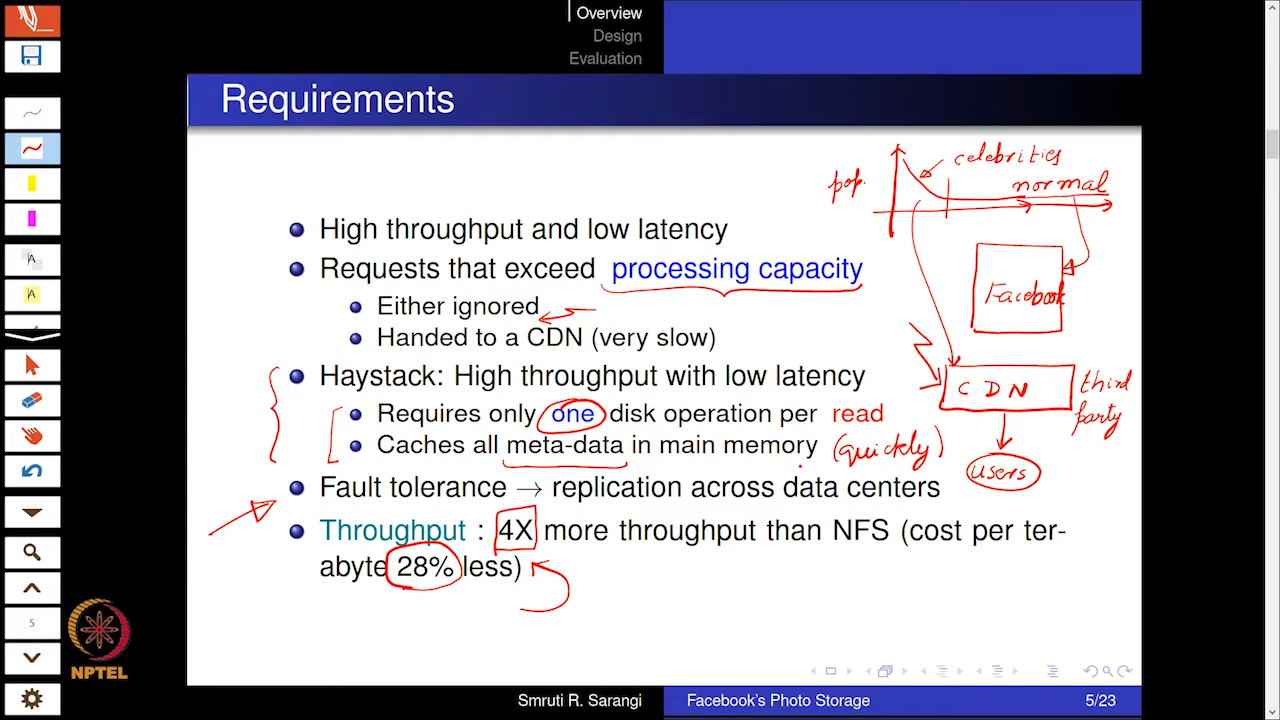 Overview
Design
Evaluation
Requirements
celebrities
pop.
normal
High throughput and low latency
Requests that exceed processing capacity
Either ignored
Handed to a CDN (very slow)
Facebook
Haystack: High throughput with low latency
Requires only one disk operation per read
Caches all meta-data in main memory (quickly)
CDN
third
party
users
Fault tolerance → replication across data centers
Throughput : 4X more throughput than NFS (cost per ter-
abyte 28% less)
A
A
5
NPTEL
Smruti R. Sarangi
Facebook's Photo Storage
5/23